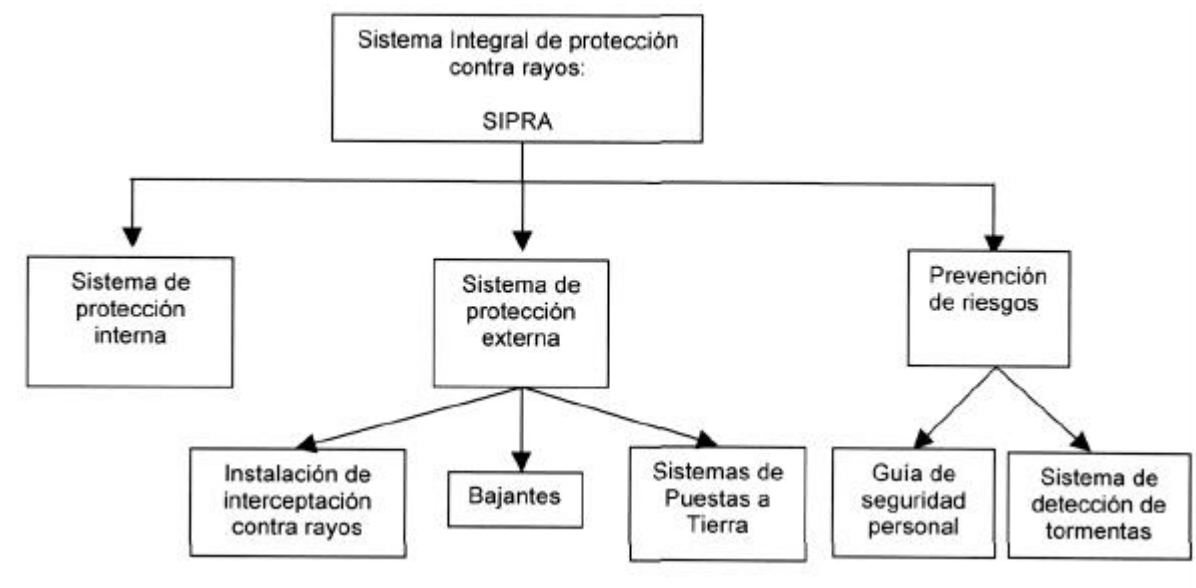 Sistema Integral de protección
contra rayos:
SIPRA
Sistema de
protección
interna
Sistema de
protección
externa
Prevención
de riesgos
Instalación de
interceptación
contra rayos
Bajantes
Sistemas de
Puestas a
Tierra
Guía de
seguridad
personal
Sistema de
detección de
tormentas